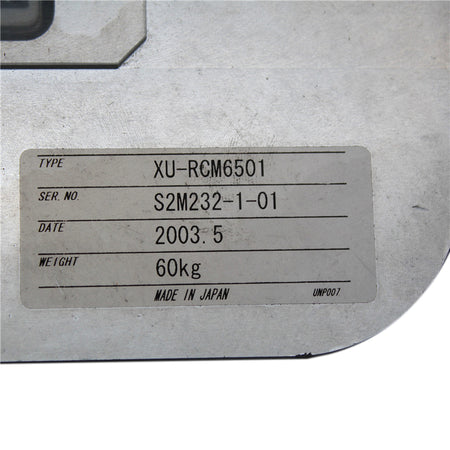 TYPE XU-RCM6501
SER. NO. S2M232-1-01
DATE 2003.5
WEIGHT 60kg
MADE IN JAPAN UNP007